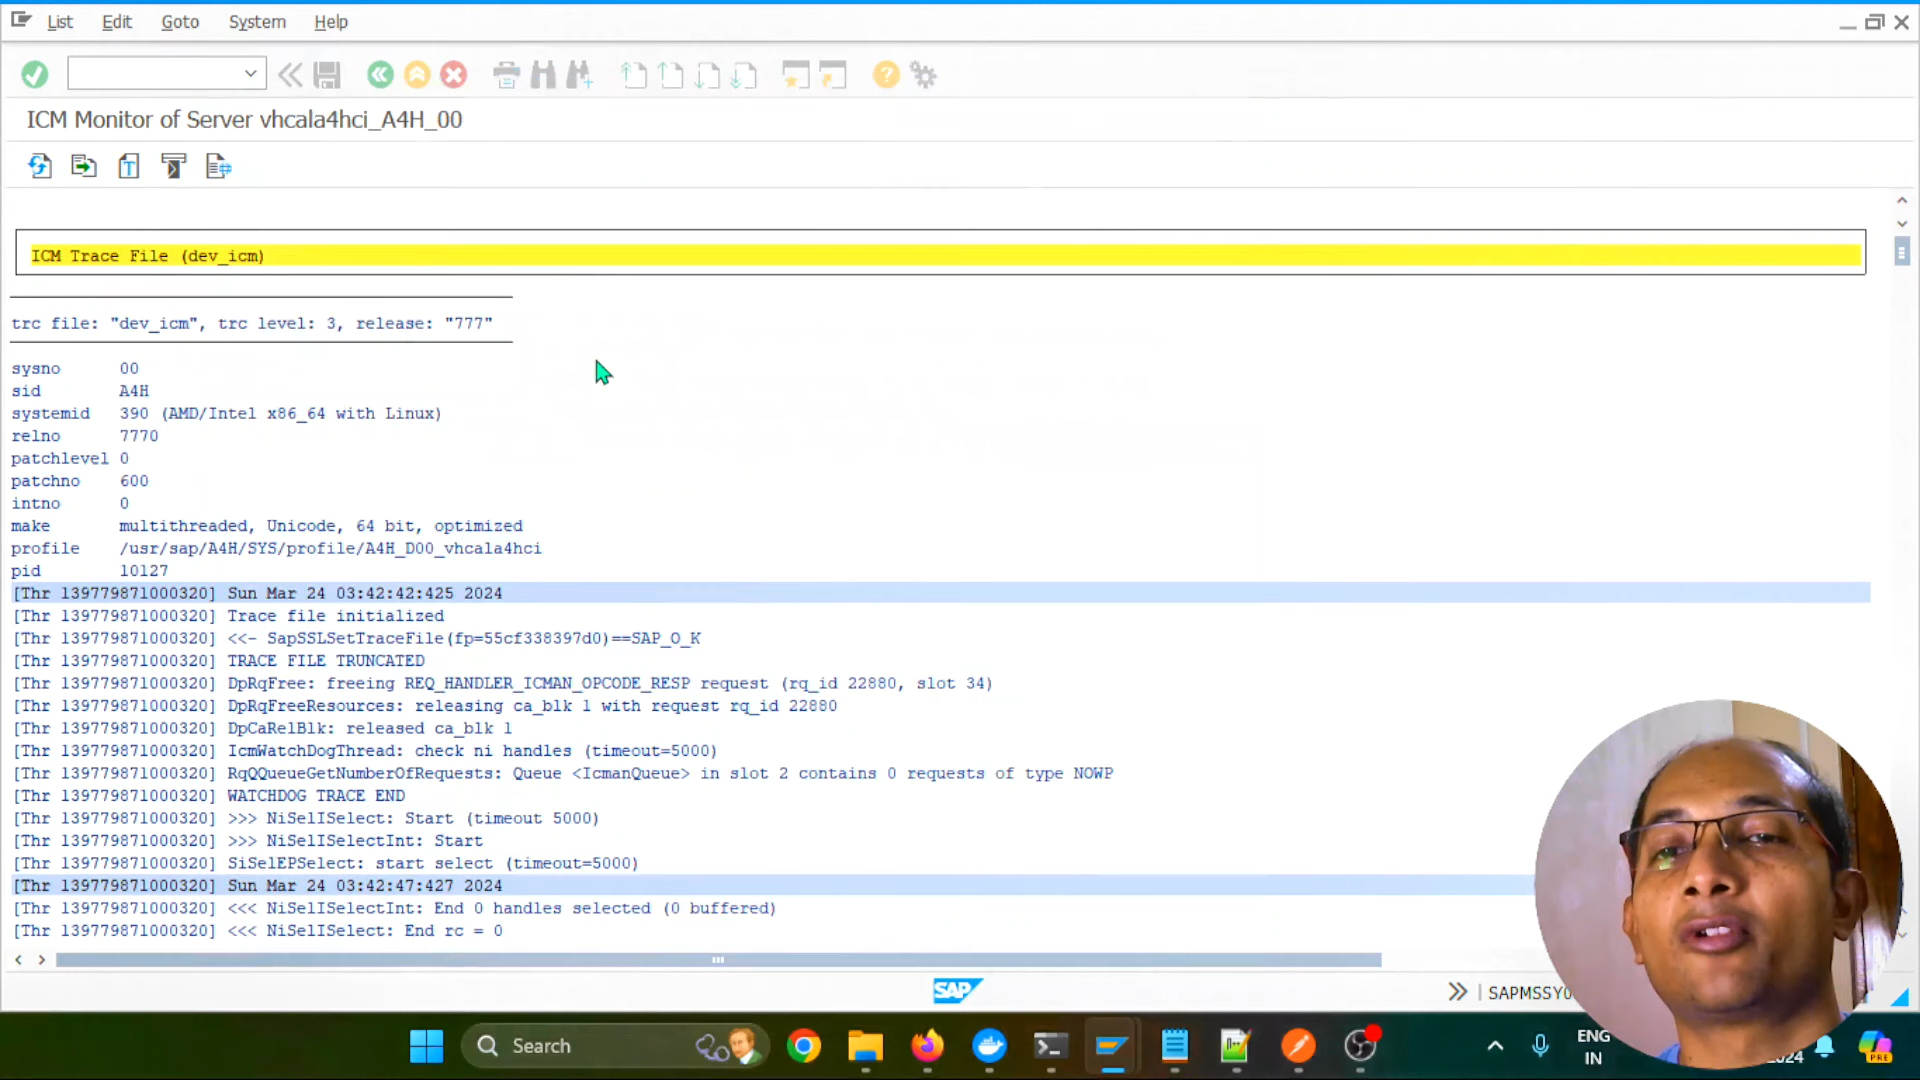 List Edit Goto System Help
ICM Monitor of Server vhcala4hci_A4H_00
ICM Trace File (dev_icm)
trc file: "dev_icm", trc level: 3, release: "777"
sysno 00
sid A4H
systemid 390 (AMD/Intel x86_64 with Linux)
relno 7770
patchlevel 0
patchno 600
intno 0
make multithreaded, Unicode, 64 bit, optimized
profile /usr/sap/A4H/SYS/profile/A4H_D00_vhcala4hci
pid 10127
[Thr 139779871000320] Sun Mar 24 03:42:42:425 2024
[Thr 139779871000320] Trace file initialized
[Thr 139779871000320] <<- SapSSLSetTraceFile(fp=55cf338397d0)==SAP_O_K
[Thr 139779871000320] TRACE FILE TRUNCATED
[Thr 139779871000320] DpRqFree: freeing REQ_HANDLER_ICMAN_OPCODE_RESP request (rq_id 22880, slot 34)
[Thr 139779871000320] DpRqFreeResources: releasing ca_blk 1 with request rq_id 22880
[Thr 139779871000320] DpCaRelBlk: released ca_blk 1
[Thr 139779871000320] IcmWatchDogThread: check ni handles (timeout=5000)
[Thr 139779871000320] RqQQueueGetNumberOfRequests: Queue <IcmanQueue> in slot 2 contains 0 requests of type NOWP
[Thr 139779871000320] WATCHDOG TRACE END
[Thr 139779871000320] >>> NiSelISelect: Start (timeout 5000)
[Thr 139779871000320] >>> NiSelISelectInt: Start
[Thr 139779871000320] SiSelEPSelect: start select (timeout=5000)
[Thr 139779871000320] Sun Mar 24 03:42:47:427 2024
[Thr 139779871000320] <<< NiSelISelectInt: End 0 handles selected (0 buffered)
[Thr 139779871000320] <<< NiSelISelect: End rc = 0
SAP
Search
ENG
IN
PRE